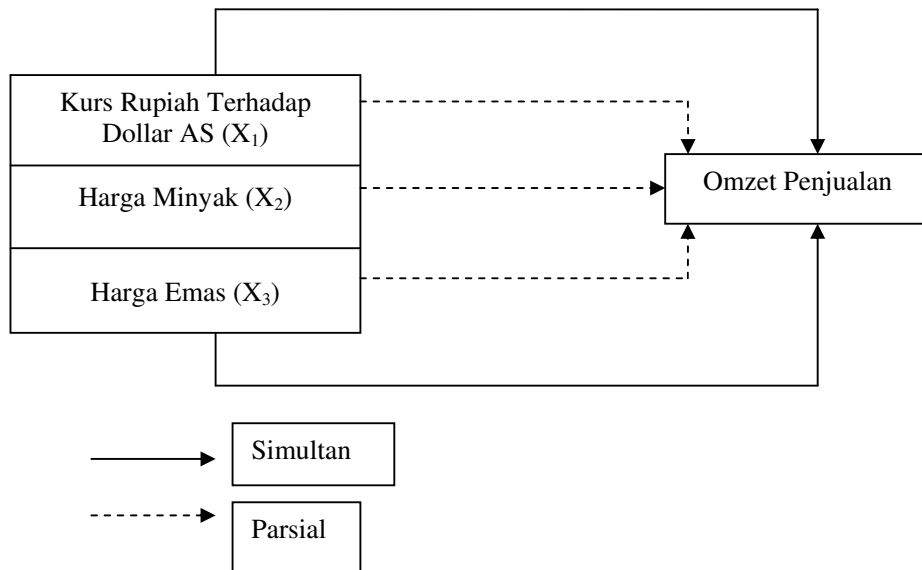 Kurs Rupiah Terhadap
Dollar AS (X₁)
Harga Minyak (X₂)
Harga Emas (X₃)
Omzet Penjualan
Simultan
Parsial